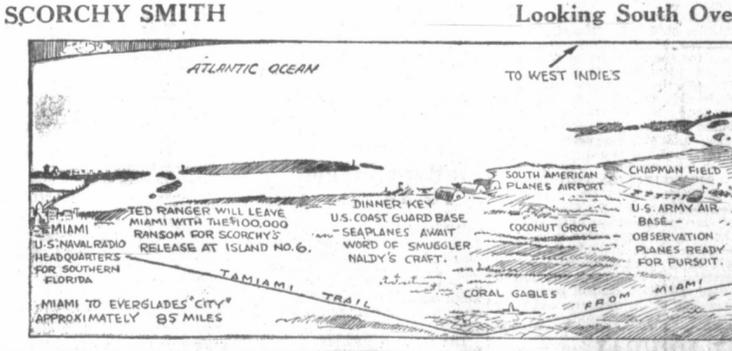 SCORCHY SMITH
Looking South Ove
ATLANTIC OCEAN
TO WEST INDIES
SOUTH AMERICAN
PLANES AIRPORT
CHAPMAN FIELD
TED RANGER WILL LEAVE
MIAMI WITH THE $100,000
RANSOM FOR SCORCHY'S
RELEASE AT ISLAND NO. 6.
DINNER KEY
U.S. COAST GUARD BASE
SEAPLANES AWAIT
WORD OF SMUGGLER
NALDY'S CRAFT.
COCONUT GROVE
U.S. ARMY AIR
BASE
OBSERVATION
PLANES READY
FOR PURSUIT.
MIAMI
U.S. NAVAL RADIO
HEADQUARTERS
FOR SOUTHERN
FLORIDA
TAMIAMI TRAIL
CORAL GABLES
FROM MIAMI
MIAMI TO EVERGLADES "CITY"
APPROXIMATELY 85 MILES